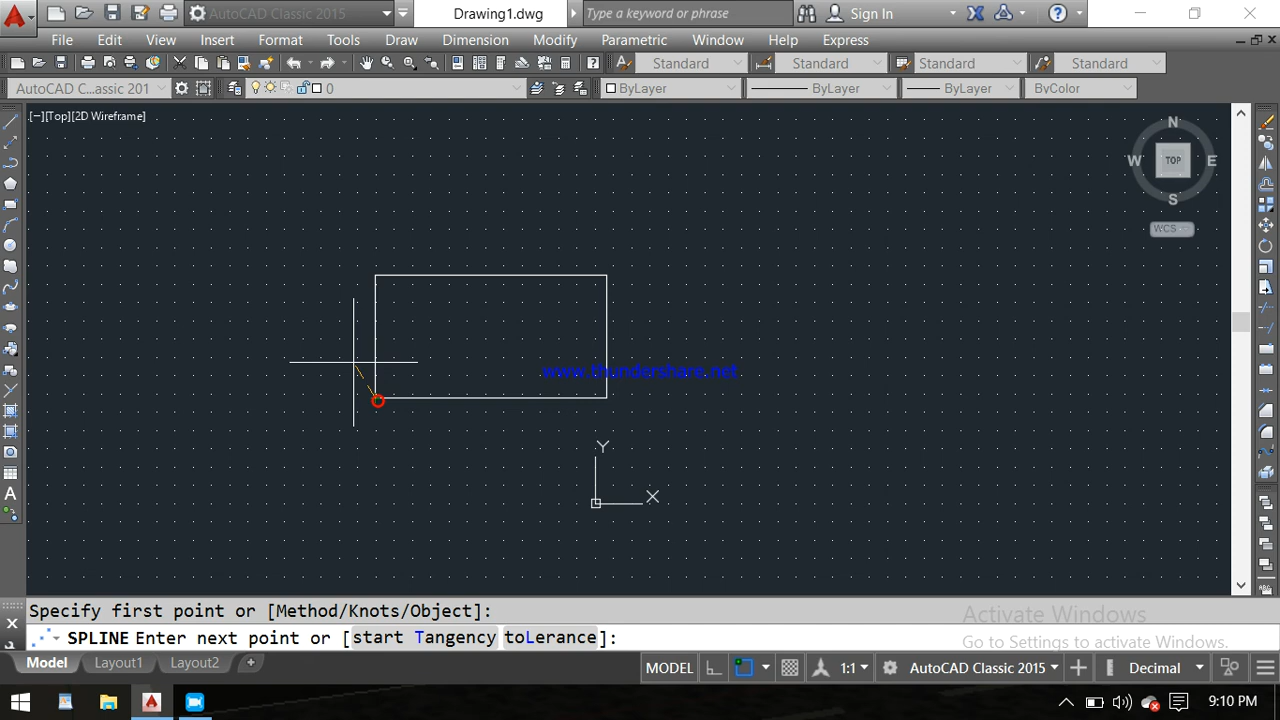 AutoCAD Classic 2015
Drawing1.dwg
Type a keyword or phrase
Sign In
File Edit View Insert Format Tools Draw Dimension Modify Parametric Window Help Express
Standard Standard Standard Standard
AutoCAD C...assic 201 0 ByLayer ByLayer ByLayer ByColor
[−][Top][2D Wireframe]
N
W TOP E
S
WCS
www.thundershare.net
Y
X
Specify first point or [Method/Knots/Object]:
SPLINE Enter next point or [start Tangency toLerance]:
Activate Windows
Go to Settings to activate Windows.
Model Layout1 Layout2 +
MODEL 1:1 AutoCAD Classic 2015 Decimal
9:10 PM